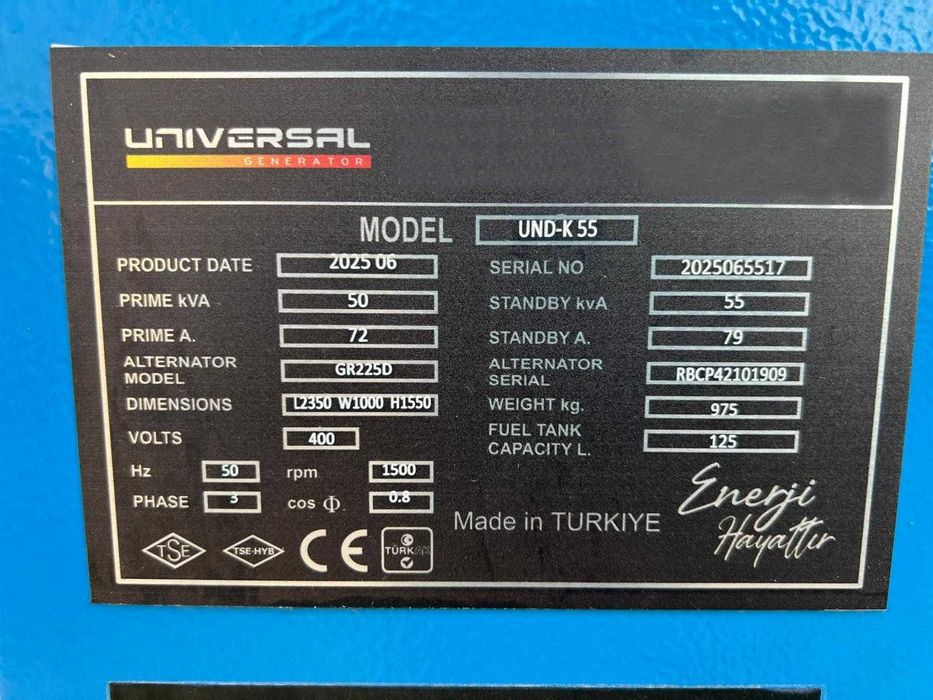 UNIVERSAL
GENERATOR
MODEL UND-K 55
PRODUCT DATE 2025 06 SERIAL NO 2025065517
PRIME kVA 50 STANDBY kvA 55
PRIME A. 72 STANDBY A. 79
ALTERNATOR MODEL GR225D ALTERNATOR SERIAL RBCP42101909
DIMENSIONS L2350 W1000 H1550 WEIGHT kg. 975
VOLTS 400 FUEL TANK CAPACITY L. 125
Hz 50 rpm 1500
PHASE 3 cos Φ. 0.8
Made in TURKIYE
Enerji
Hayattır
TSE TSE-HYB CE TÜRKAK